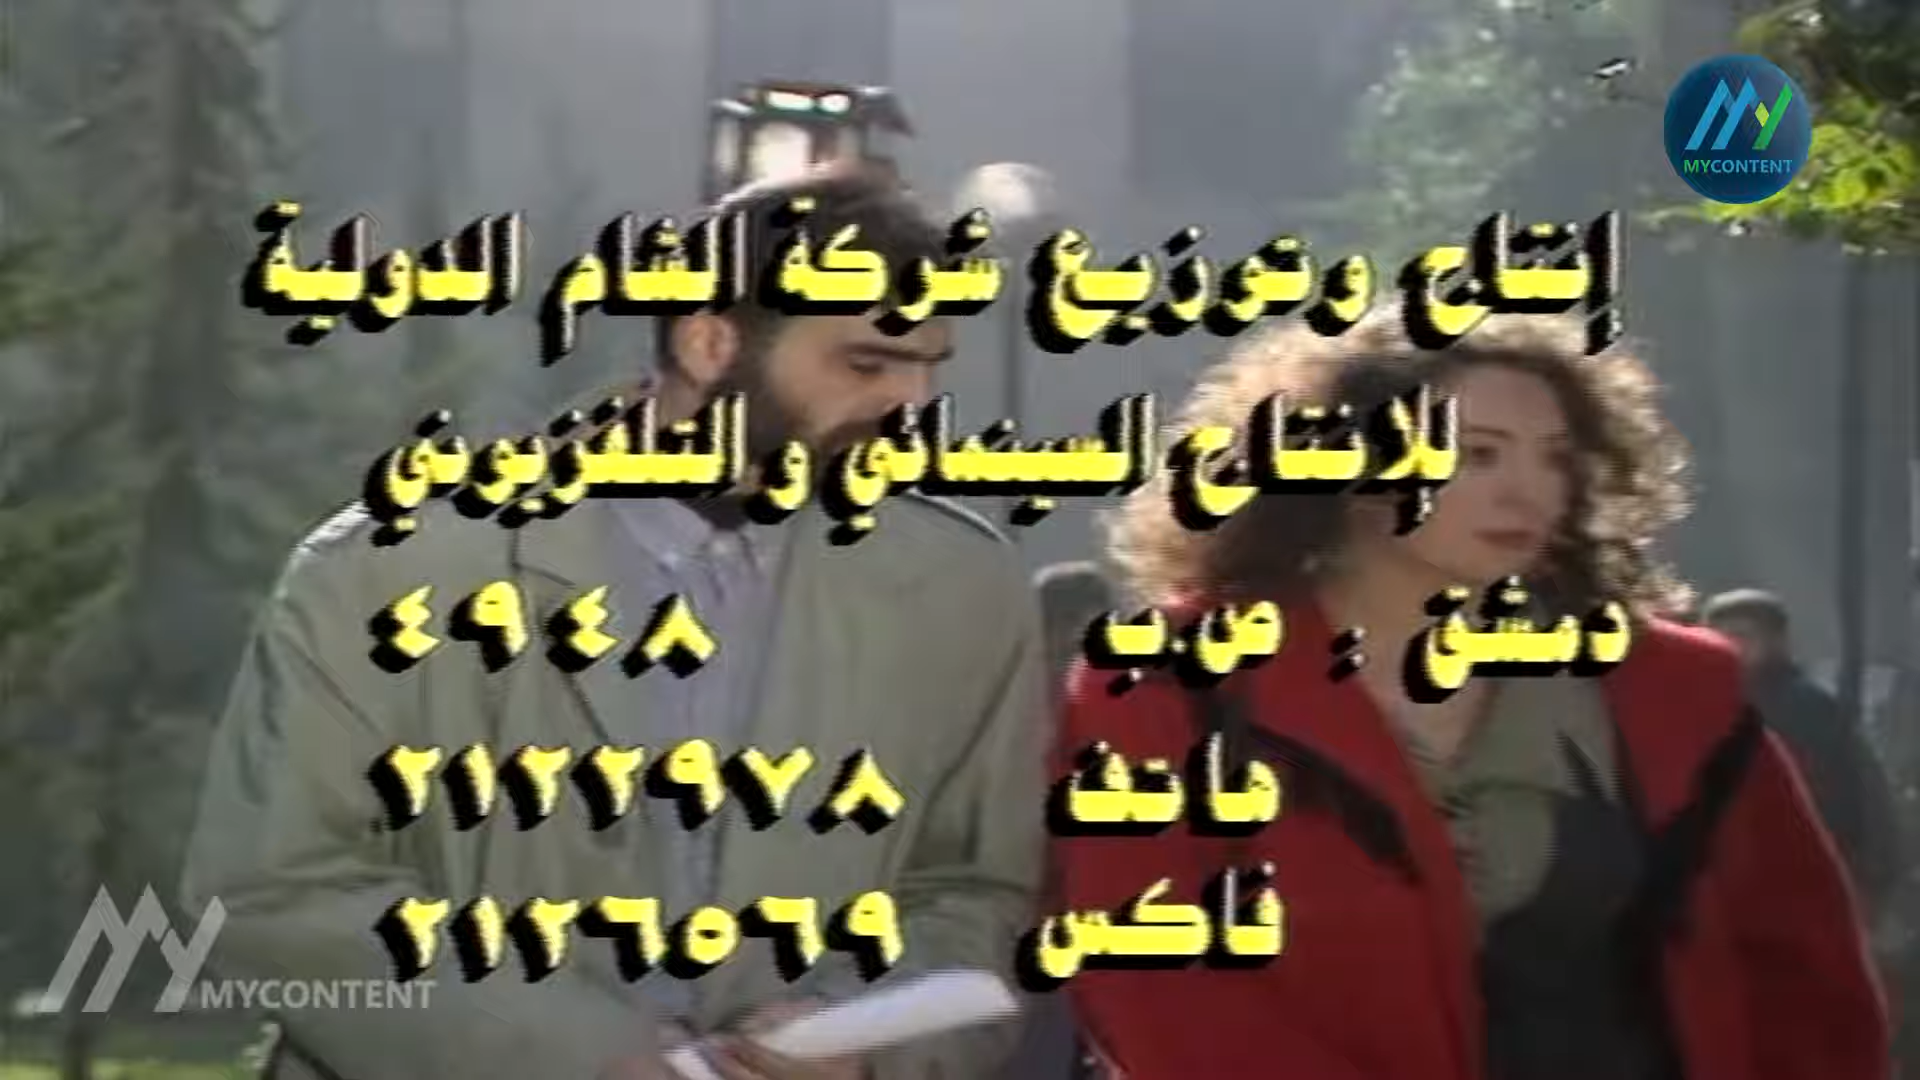 MYCONTENT
إنتاج وتوزيع شركة الشام الدولية
للإنتاج السينمائي و التلفزيوني
دمشق : ص.ب ٤٩٤٨
هاتف ٢١٢٢٩٧٨
فاكس ٢١٢٦٥٦٩
MYCONTENT